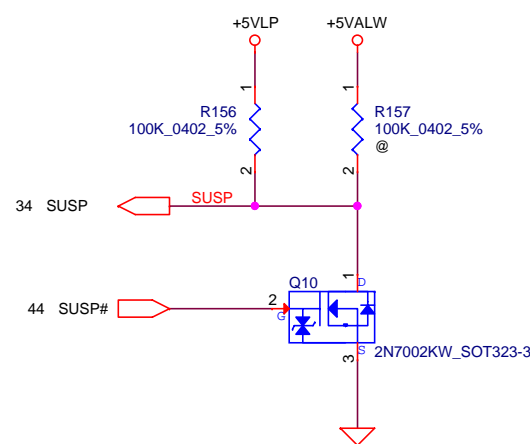 +5VLP
+5VALW
1
1
R156
100K_0402_5%
R157
100K_0402_5%
@
2
2
34 SUSP
SUSP
Q10
1
D
44 SUSP#
2
G
S
3
2N7002KW_SOT323-3